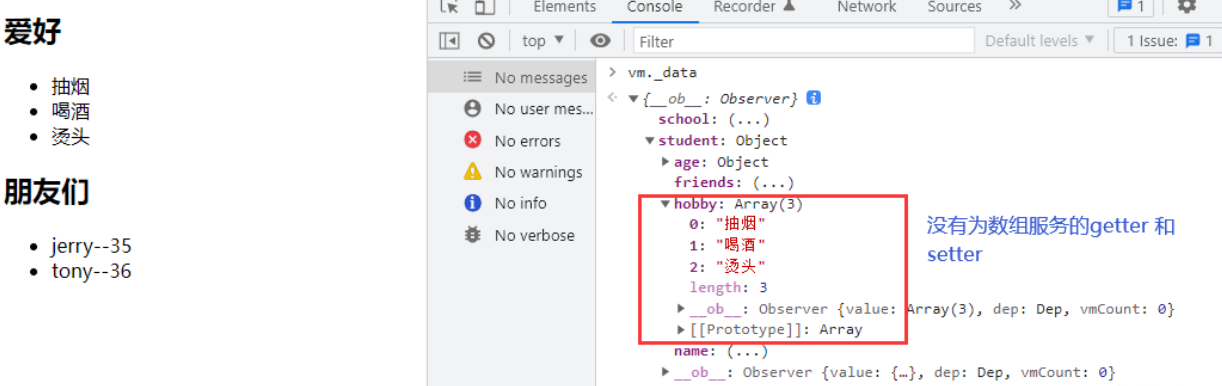 爱好
抽烟
喝酒
烫头
朋友们
jerry--35
tony--36
Elements Console Recorder Network Sources » 1
top ▼ Filter Default levels ▼ 1 Issue: 1
No messages
No user mes...
No errors
No warnings
No info
No verbose
> vm._data
{__ob__: Observer} i
school: (...)
student: Object
age: Object
friends: (...)
hobby: Array(3)
0: "抽烟"
1: "喝酒"
2: "烫头"
length: 3
__ob__: Observer {value: Array(3), dep: Dep, vmCount: 0}
[[Prototype]]: Array
name: (...)
__ob__: Observer {value: {…}, dep: Dep, vmCount: 0}
没有为数组服务的getter 和
setter